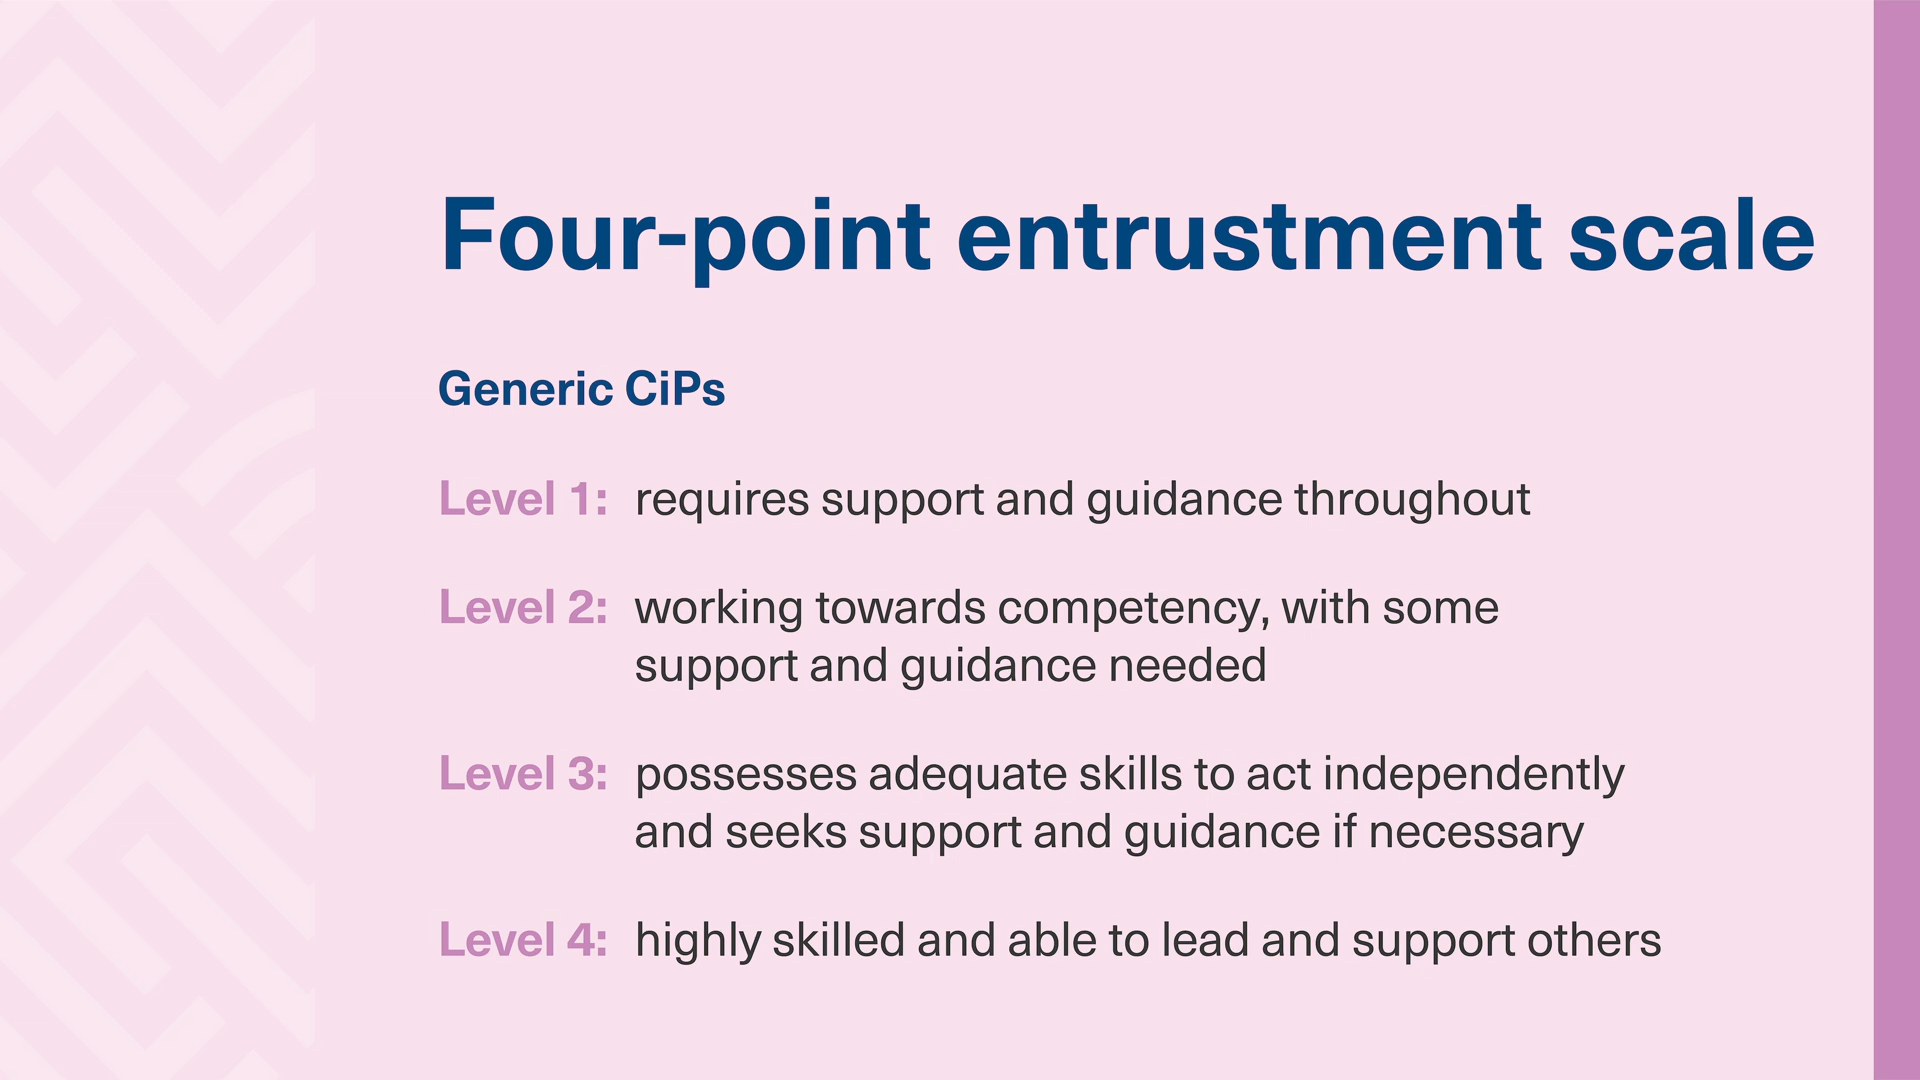 Four-point entrustment scale
Generic CiPs
Level 1: requires support and guidance throughout
Level 2: working towards competency, with some
support and guidance needed
Level 3: possesses adequate skills to act independently
and seeks support and guidance if necessary
Level 4: highly skilled and able to lead and support others